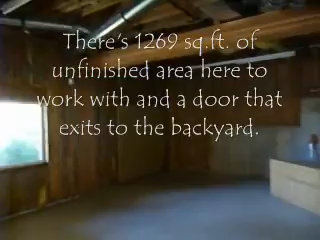 There's 1269 sq.ft. of
unfinished area here to
work with and a door that
exits to the backyard.